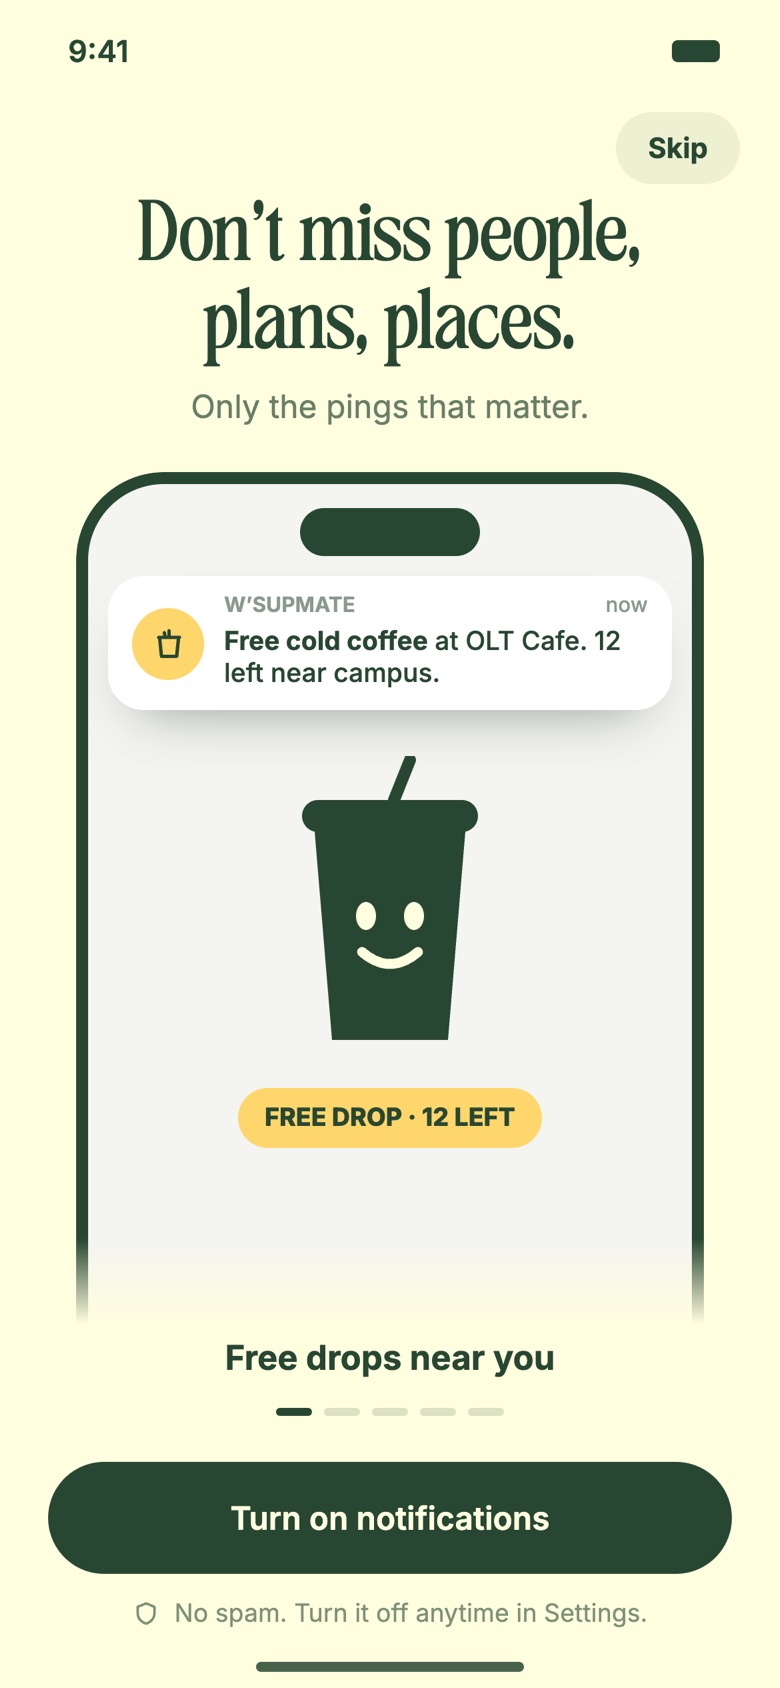 9:41
Skip
Don’t miss people,
plans, places.
Only the pings that matter.
W’SUPMATE now
Free cold coffee at OLT Cafe. 12
left near campus.
FREE DROP · 12 LEFT
Free drops near you
Turn on notifications
No spam. Turn it off anytime in Settings.